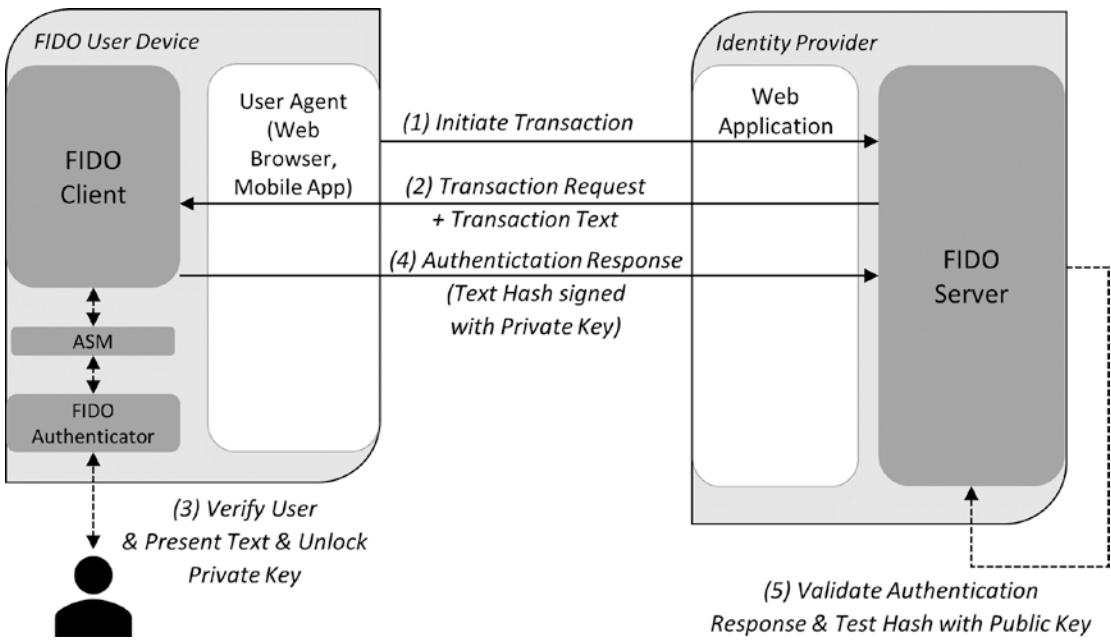 FIDO User Device
FIDO
Client
ASM
FIDO
Authenticator
User Agent
(Web
Browser,
Mobile App)
(1) Initiate Transaction
(2) Transaction Request
+ Transaction Text
(4) Authentictation Response
(Text Hash signed
with Private Key)
Identity Provider
Web
Application
FIDO
Server
(3) Verify User
& Present Text & Unlock
Private Key
(5) Validate Authentication
Response & Test Hash with Public Key